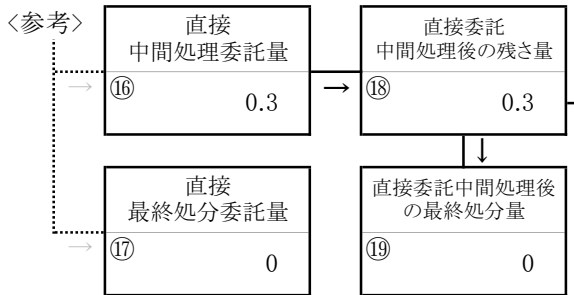 〈参考〉
直接
中間処理委託量
⑯
0.3
→
→
直接委託
中間処理後の残さ量
⑱
0.3
↓
直接
最終処分委託量
⑰
0
→
直接委託中間処理後
の最終処分量
⑲
0